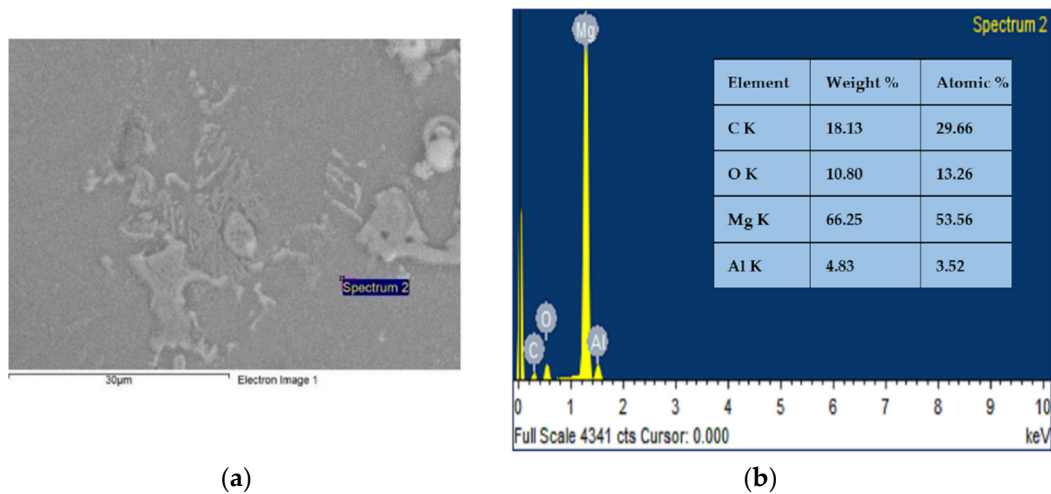 Spectrum 2
30µm
Electron Image 1
(a)
Spectrum 2
Mg
O
C
Al
Element Weight % Atomic %
C K 18.13 29.66
O K 10.80 13.26
Mg K 66.25 53.56
Al K 4.83 3.52
0 1 2 3 4 5 6 7 8 9 10
Full Scale 4341 cts Cursor: 0.000 keV
(b)